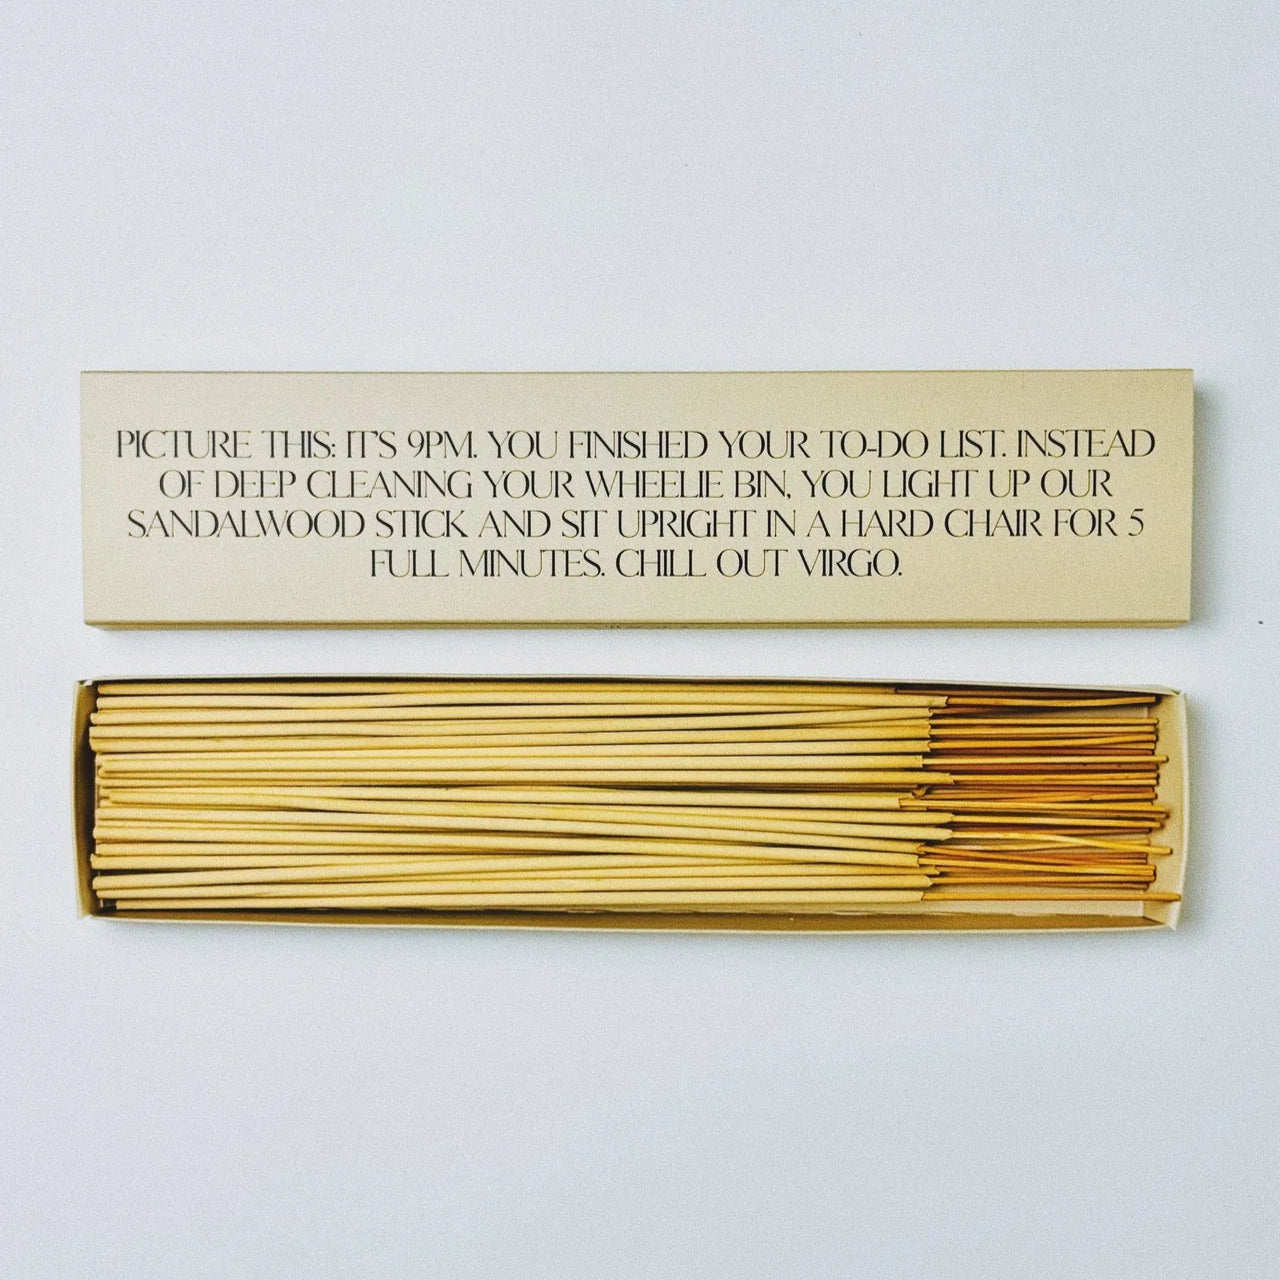 PICTURE THIS: IT'S 9PM. YOU FINISHED YOUR TO-DO LIST. INSTEAD
OF DEEP CLEANING YOUR WHEELIE BIN, YOU LIGHT UP OUR
SANDALWOOD STICK AND SIT UPRIGHT IN A HARD CHAIR FOR 5
FULL MINUTES. CHILL OUT VIRGO.